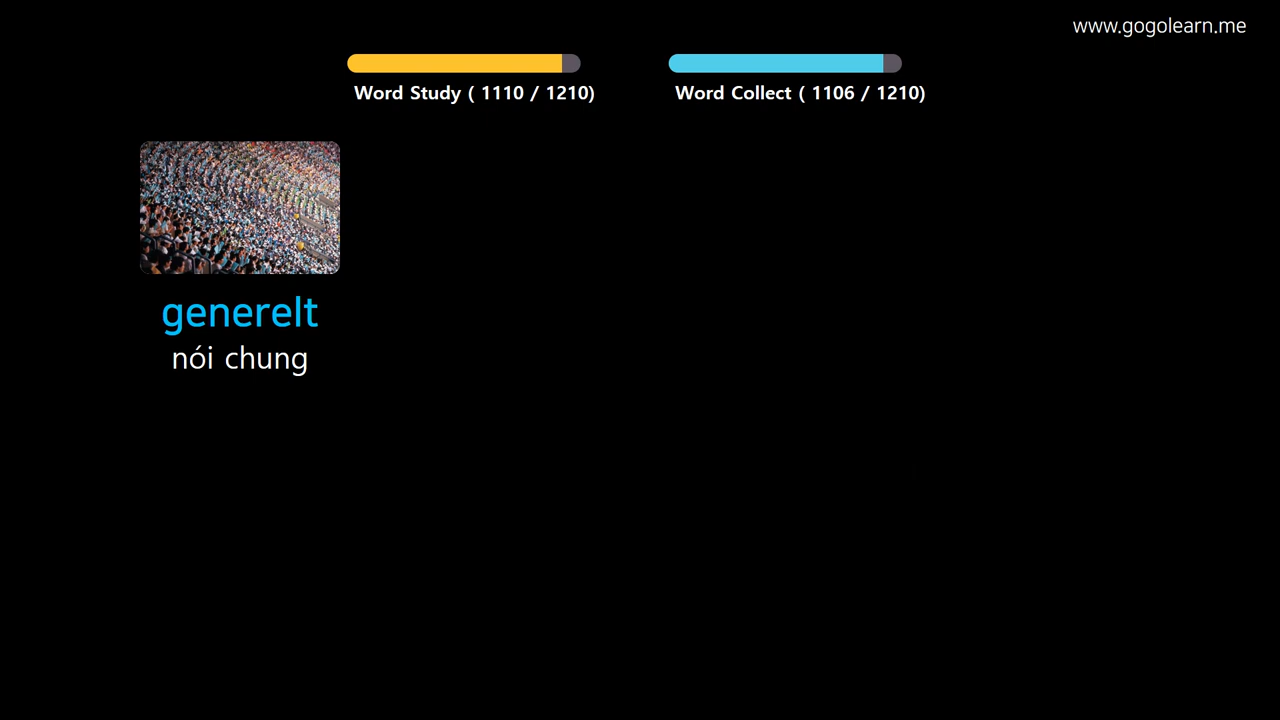 www.gogolearn.me
Word Study ( 1110 / 1210)
Word Collect ( 1106 / 1210)
generelt
nói chung